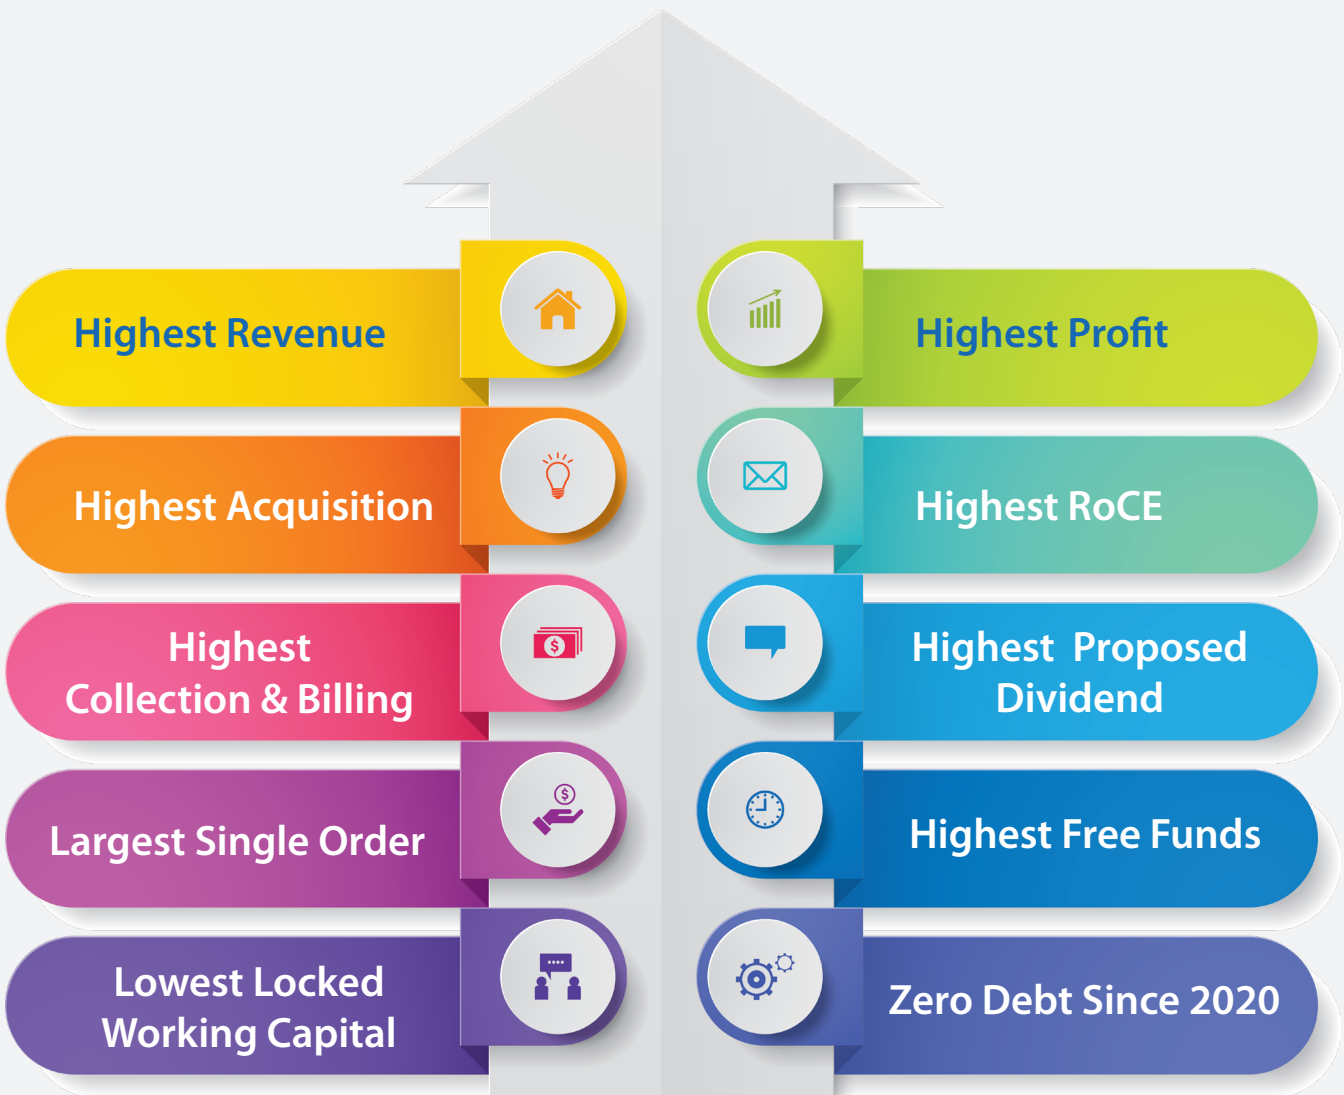 Highest Revenue
Highest Profit
Highest Acquisition
Highest RoCE
Highest
Collection & Billing
Highest Proposed
Dividend
Largest Single Order
Highest Free Funds
Lowest Locked
Working Capital
Zero Debt Since 2020